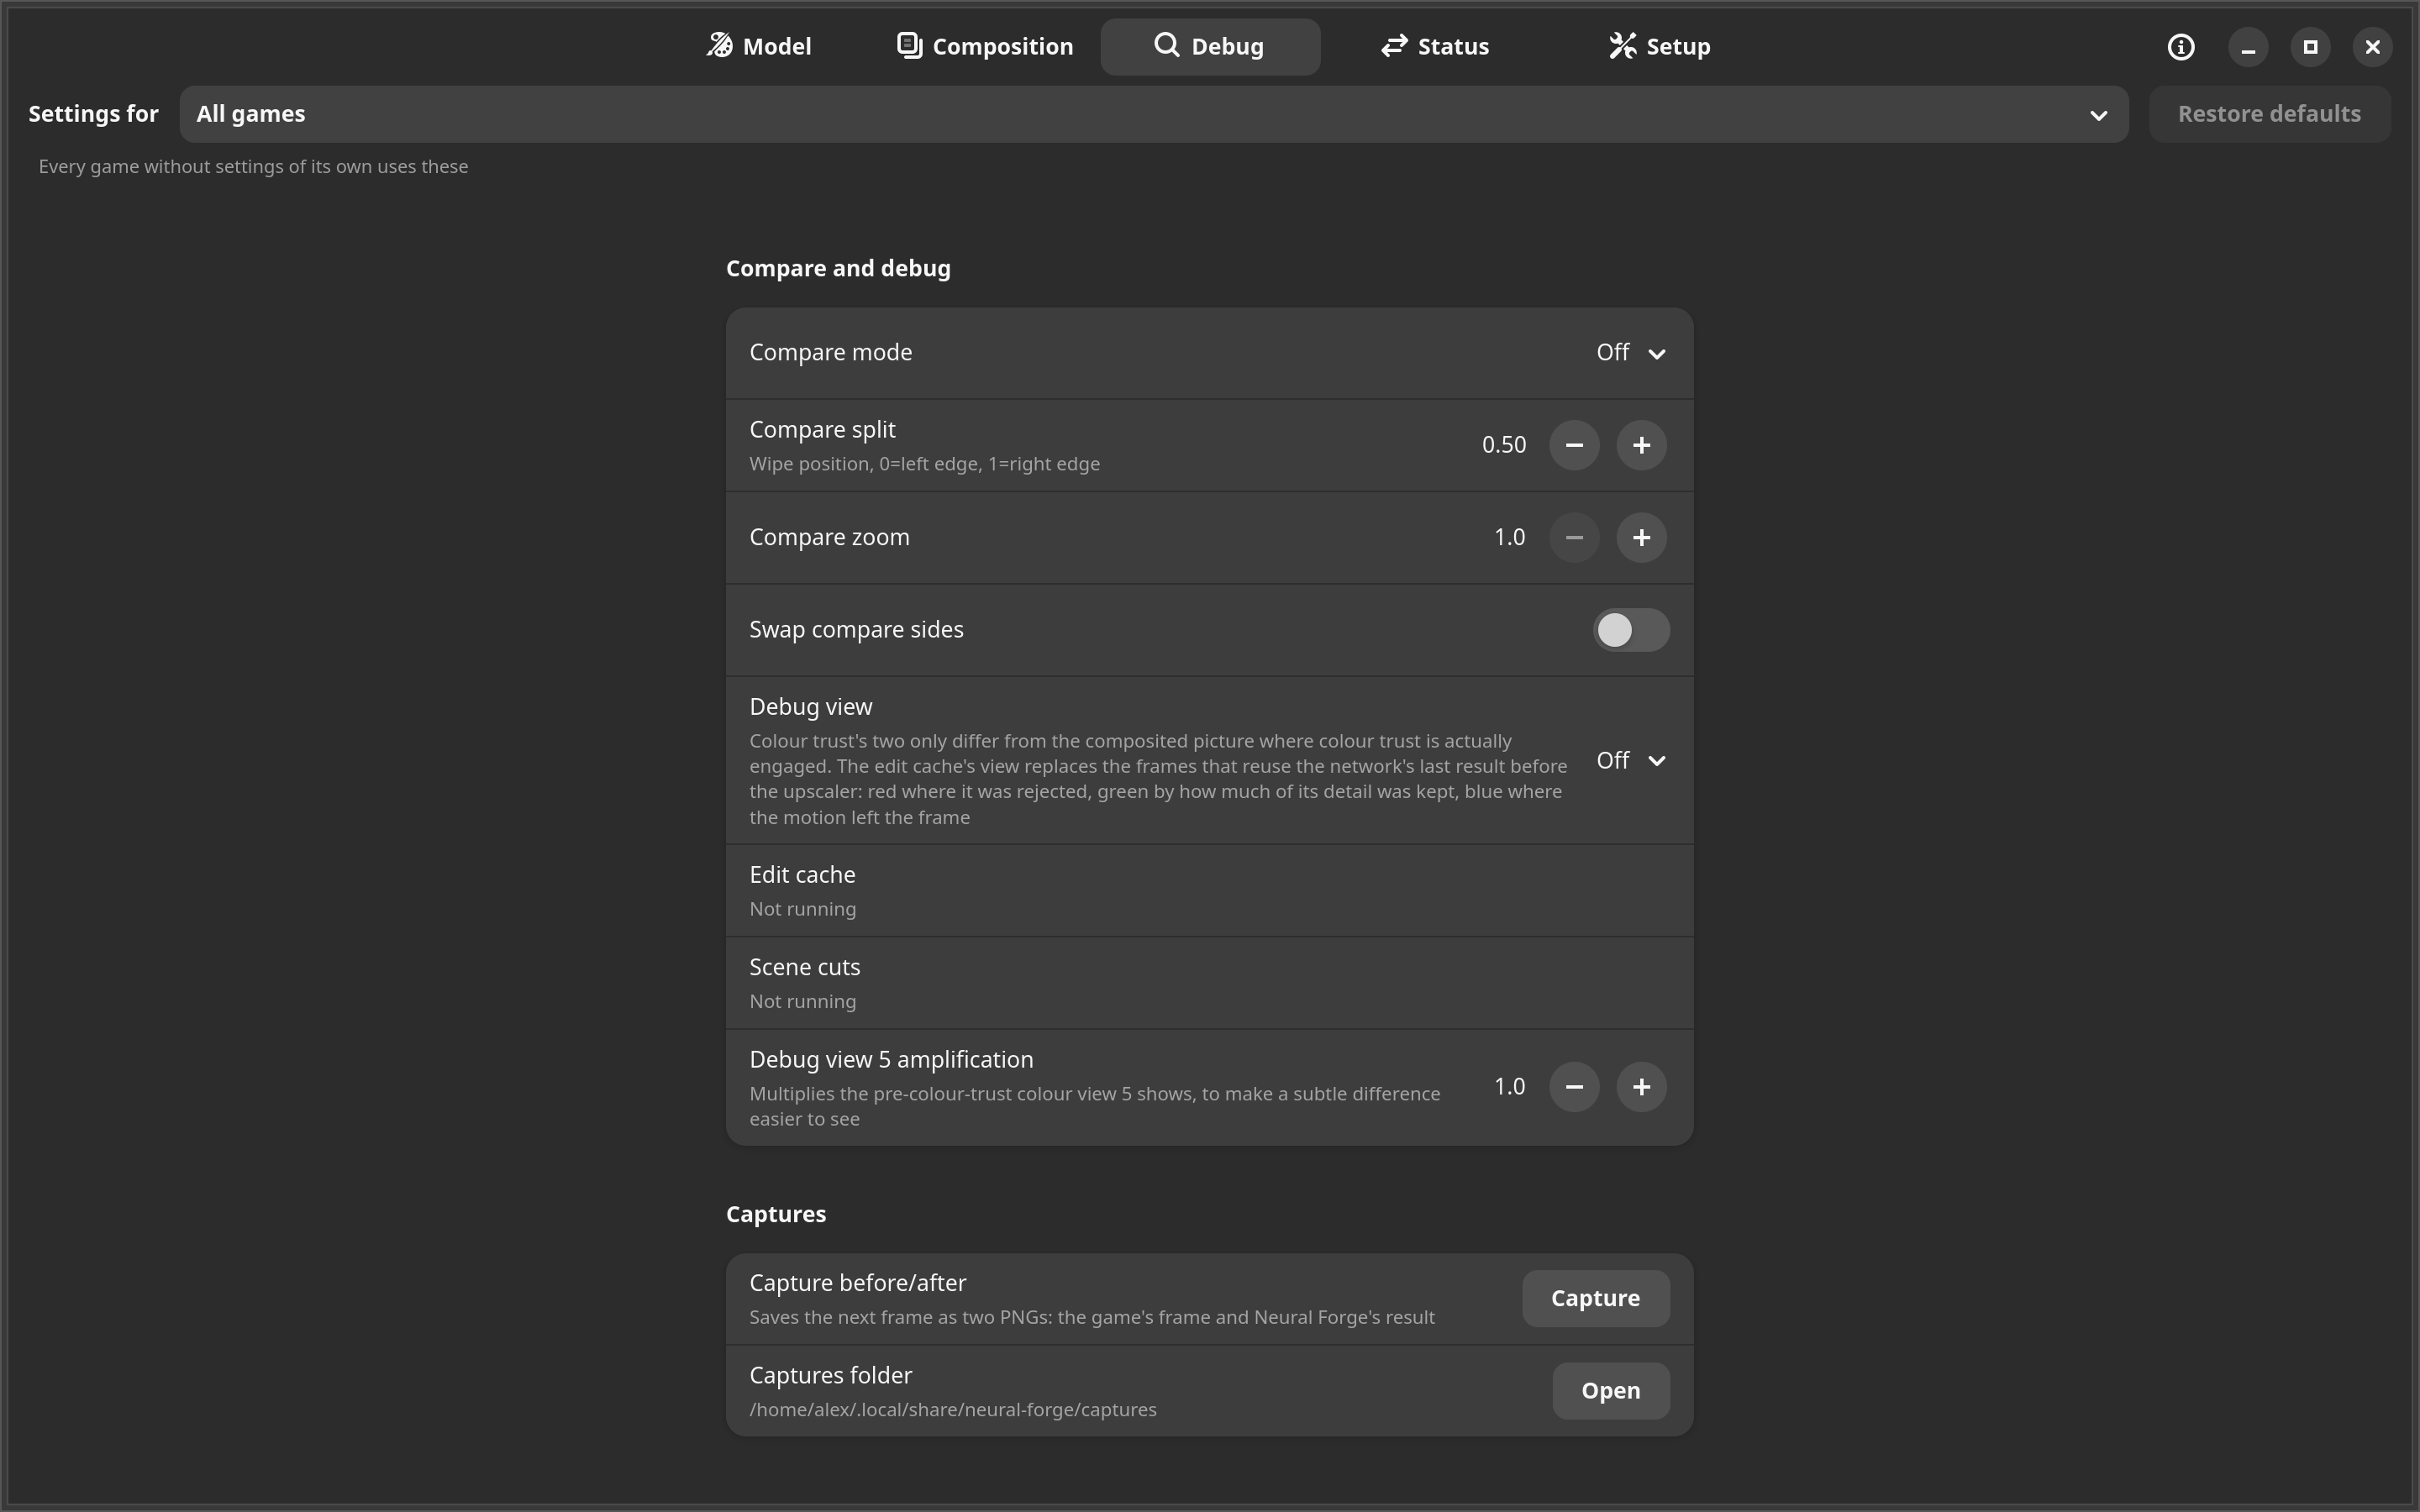 Model
Composition
Debug
Status
Setup
Settings for
All games
Restore defaults
Every game without settings of its own uses these
Compare and debug
Compare mode
Off
Compare split
Wipe position, 0=left edge, 1=right edge
0.50
Compare zoom
1.0
Swap compare sides
Debug view
Colour trust's two only differ from the composited picture where colour trust is actually
engaged. The edit cache's view replaces the frames that reuse the network's last result before
the upscaler: red where it was rejected, green by how much of its detail was kept, blue where
the motion left the frame
Off
Edit cache
Not running
Scene cuts
Not running
Debug view 5 amplification
Multiplies the pre-colour-trust colour view 5 shows, to make a subtle difference
easier to see
1.0
Captures
Capture before/after
Saves the next frame as two PNGs: the game's frame and Neural Forge's result
Capture
Captures folder
/home/alex/.local/share/neural-forge/captures
Open